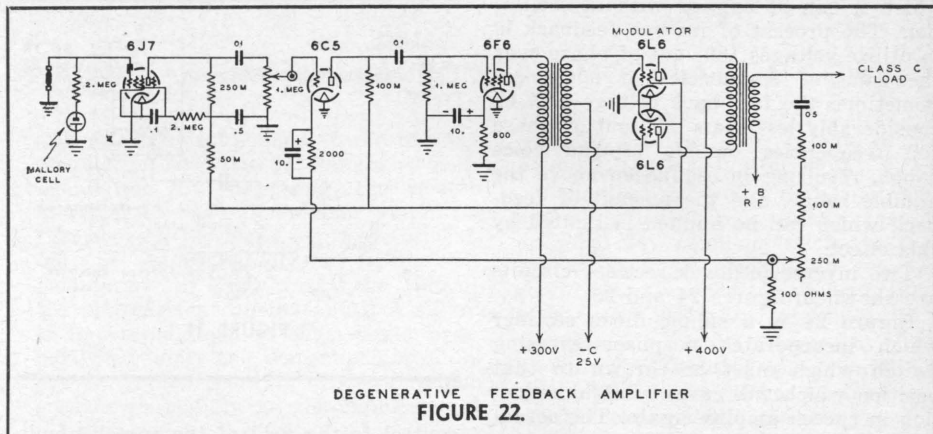 MODULATOR
6J7
6C5
6F6
6L6
CLASS C
LOAD
01
01
2. MEG
250 M
1. MEG
100 M
1. MEG
05
.1
2. MEG
.5
10.
800
6L6
100 M
MALLORY
CELL
50 M
10.
2000
+ B
R F
100 M
250 M
100 OHMS
+300V
-C
25V
+400V
DEGENERATIVE FEEDBACK AMPLIFIER
FIGURE 22.